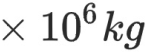 × 10⁶ kg